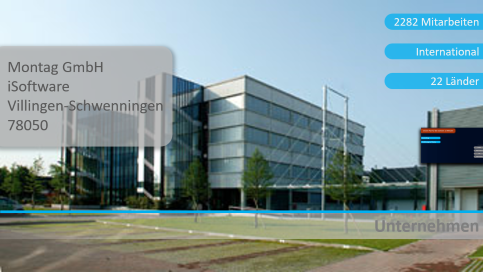 Montag GmbH
iSoftware
Villingen-Schwenningen
78050
2282 Mitarbeiten
International
22 Länder
Unternehmen